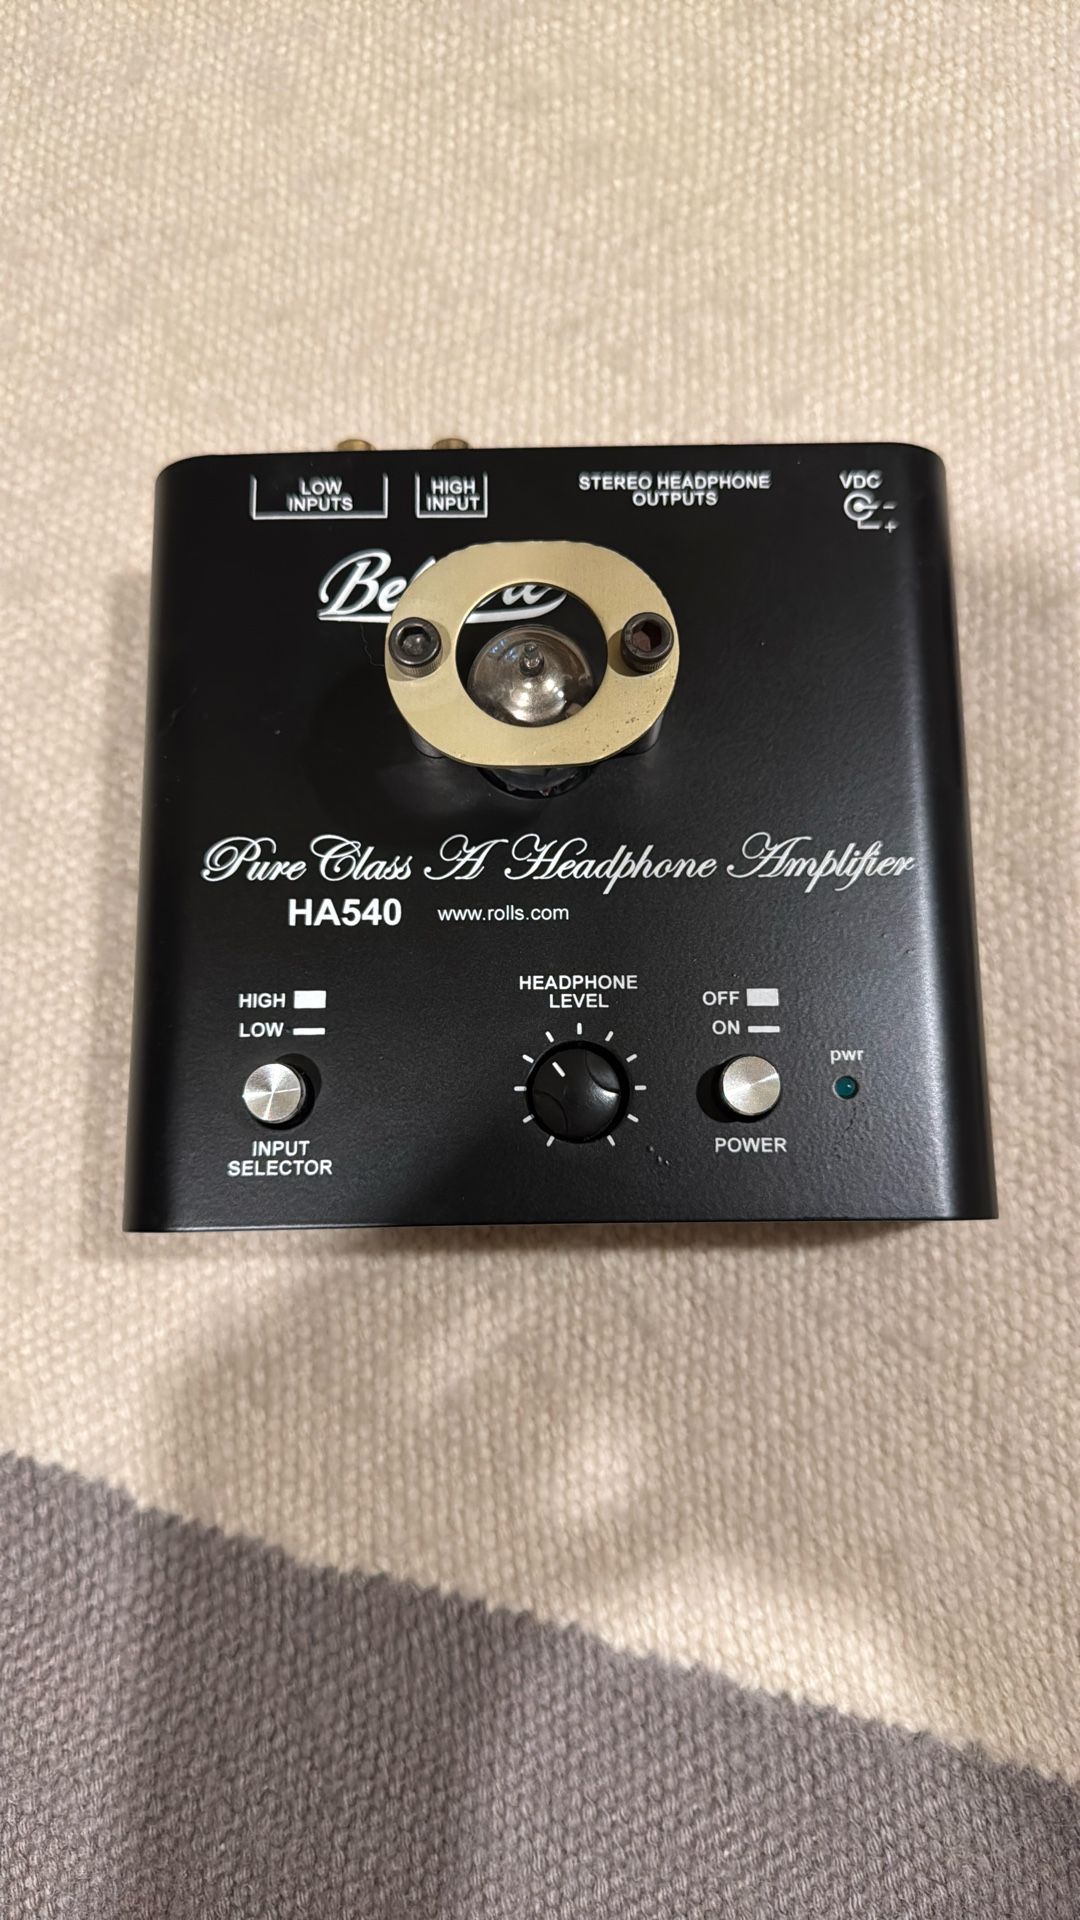 LOW
INPUTS
HIGH
INPUT
STEREO HEADPHONE
OUTPUTS
VDC
- +
Pure Class A Headphone Amplifier
HA540 www.rolls.com
HIGH
LOW
INPUT
SELECTOR
HEADPHONE
LEVEL
OFF
ON
POWER
pwr